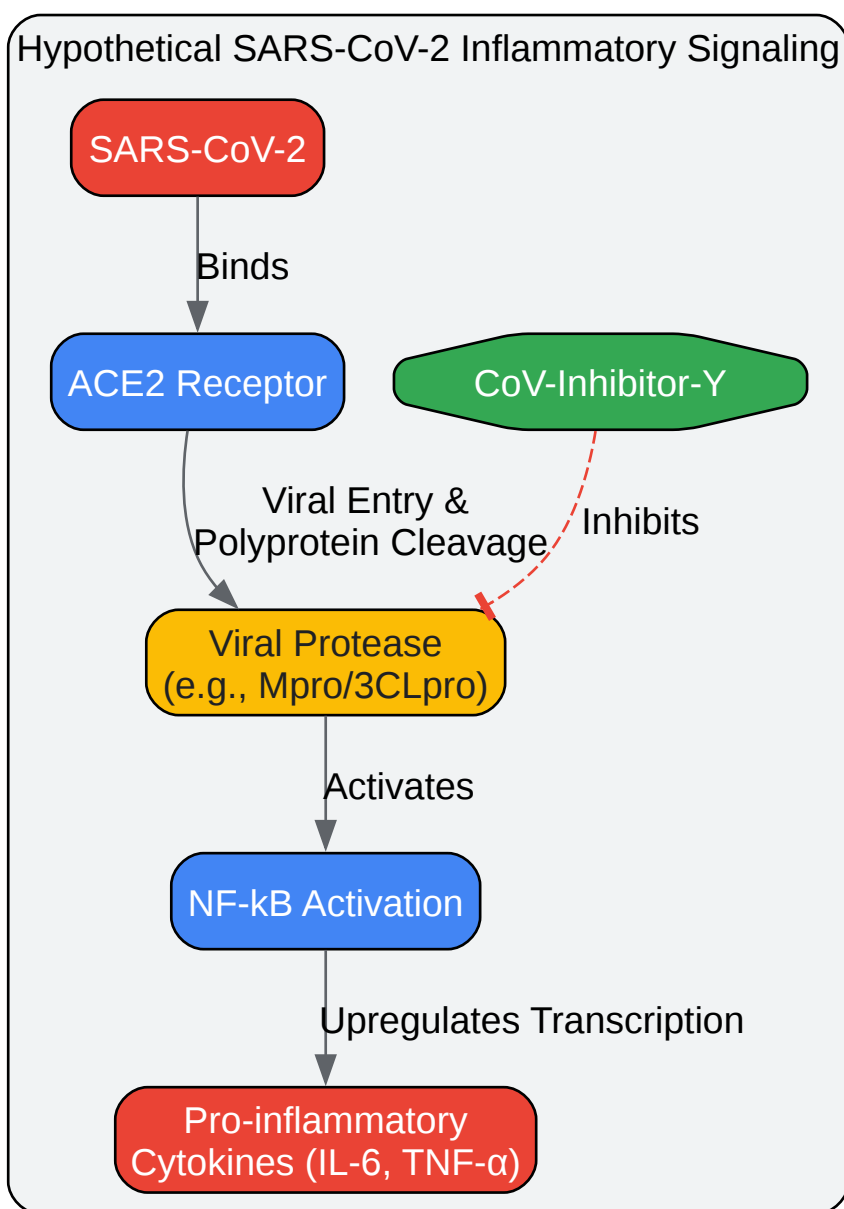 Hypothetical SARS-CoV-2 Inflammatory Signaling
SARS-CoV-2
Binds
ACE2 Receptor
CoV-Inhibitor-Y
Viral Entry &
Polyprotein Cleavage
Inhibits
Viral Protease
(e.g., Mpro/3CLpro)
Activates
NF-kB Activation
Upregulates Transcription
Pro-inflammatory
Cytokines (IL-6, TNF-α)